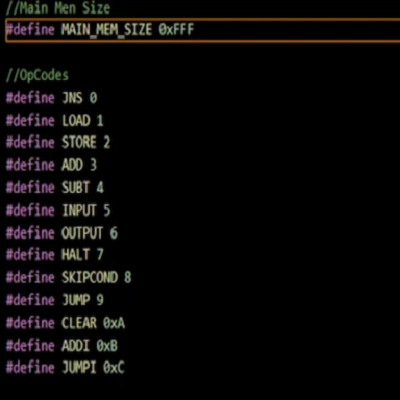 //Main Men Size
#define MAIN_MEM_SIZE 0xFFF
//OpCodes
#define JNS 0
#define LOAD 1
#define STORE 2
#define ADD 3
#define SUBT 4
#define INPUT 5
#define OUTPUT 6
#define HALT 7
#define SKIPCOND 8
#define JUMP 9
#define CLEAR 0xA
#define ADDI 0xB
#define JUMPI 0xC